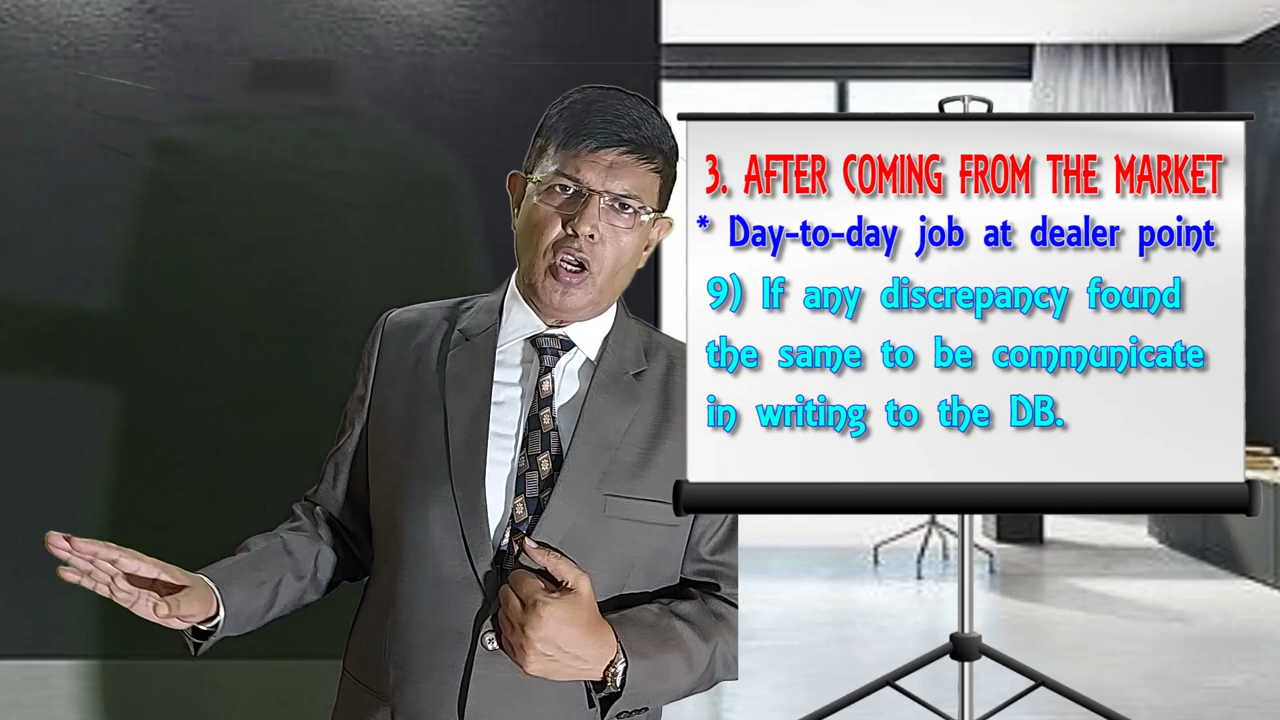 3. AFTER COMING FROM THE MARKET
* Day-to-day job at dealer point
9) If any discrepancy found
the same to be communicate
in writing to the DB.